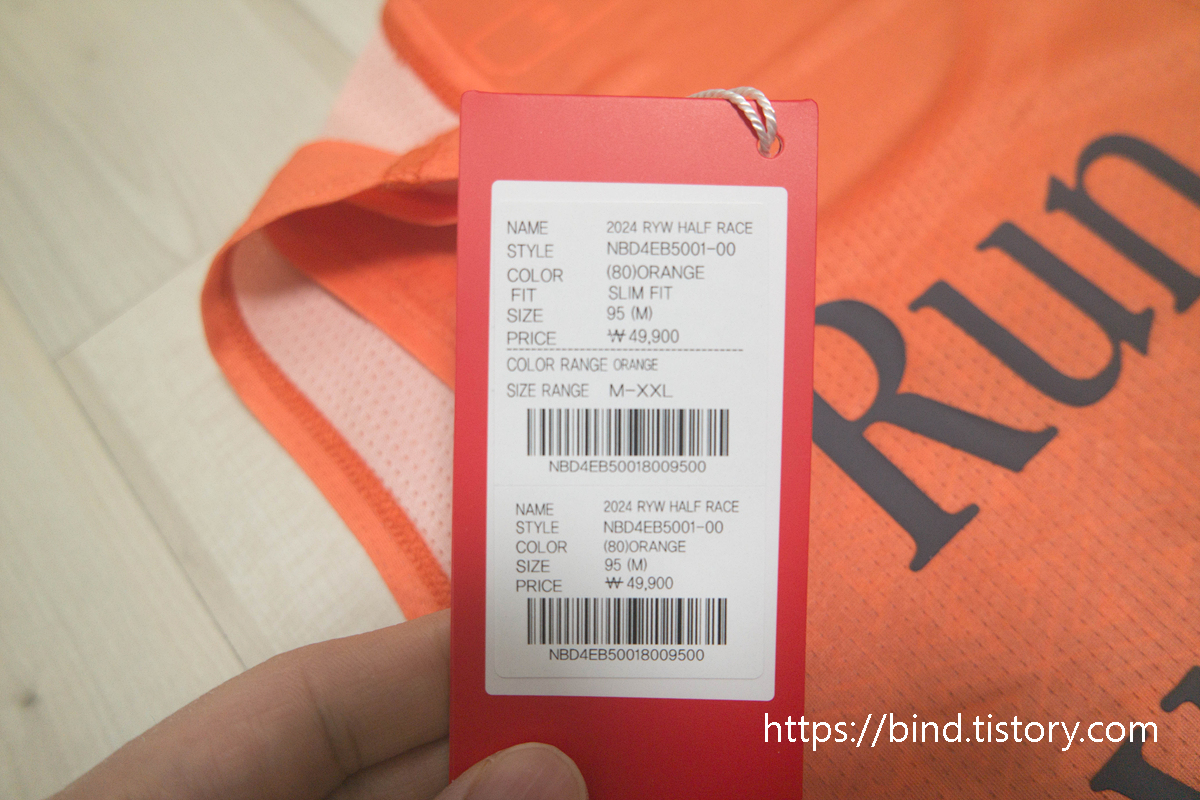 NAME 2024 RYW HALF RACE
STYLE NBD4EB5001-00
COLOR (80)ORANGE
FIT SLIM FIT
SIZE 95 (M)
PRICE ₩ 49,900
COLOR RANGE ORANGE
SIZE RANGE M-XXL
NBD4EB50018009500
NAME 2024 RYW HALF RACE
STYLE NBD4EB5001-00
COLOR (80)ORANGE
SIZE 95 (M)
PRICE ₩ 49,900
NBD4EB50018009500
Run
https://bind.tistory.com